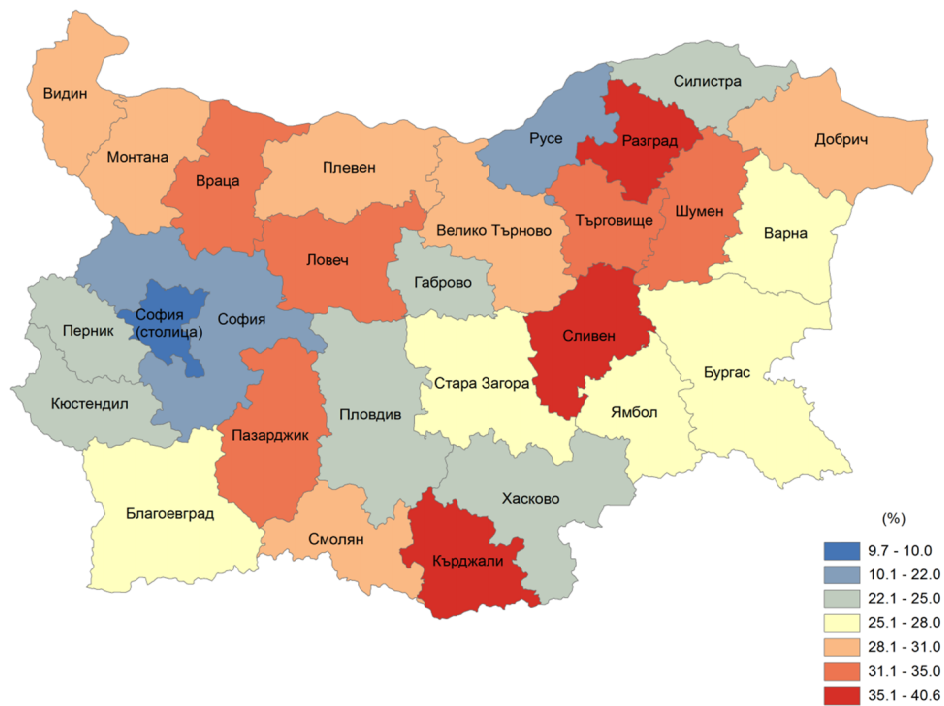 Видин
Монтана
Враца
Плевен
Велико Търново
Русе
Разград
Силистра
Добрич
Търговище
Шумен
Варна
Ловеч
Габрово
София
(столица)
София
Перник
Кюстендил
Сливен
Бургас
Стара Загора
Ямбол
Пловдив
Пазарджик
Благоевград
Смолян
Хасково
Кърджали
(%)
9.7 - 10.0
10.1 - 22.0
22.1 - 25.0
25.1 - 28.0
28.1 - 31.0
31.1 - 35.0
35.1 - 40.6